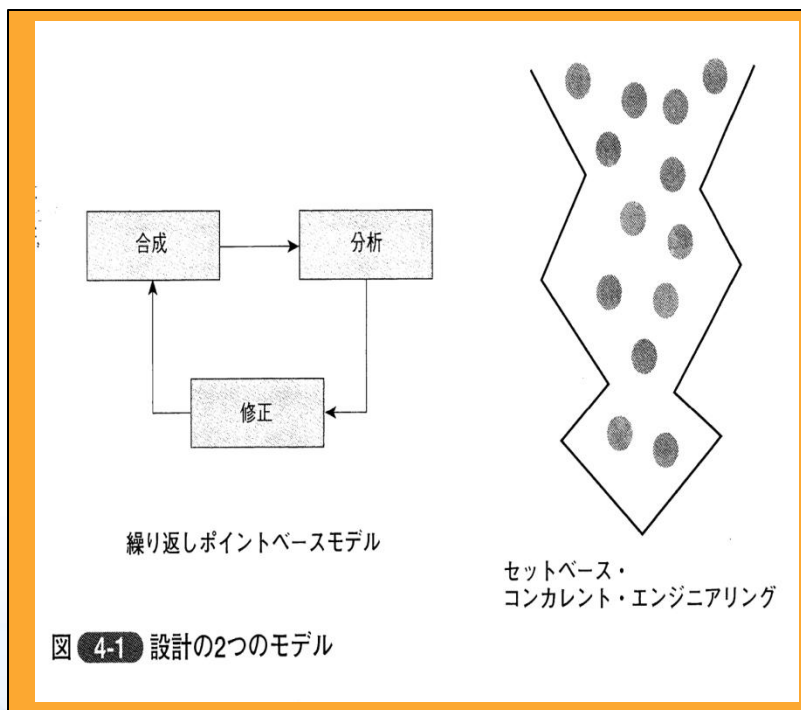 合成
分析
修正
繰り返しポイントベースモデル
セットベース・
コンカレント・エンジニアリング
図 4-1 設計の2つのモデル